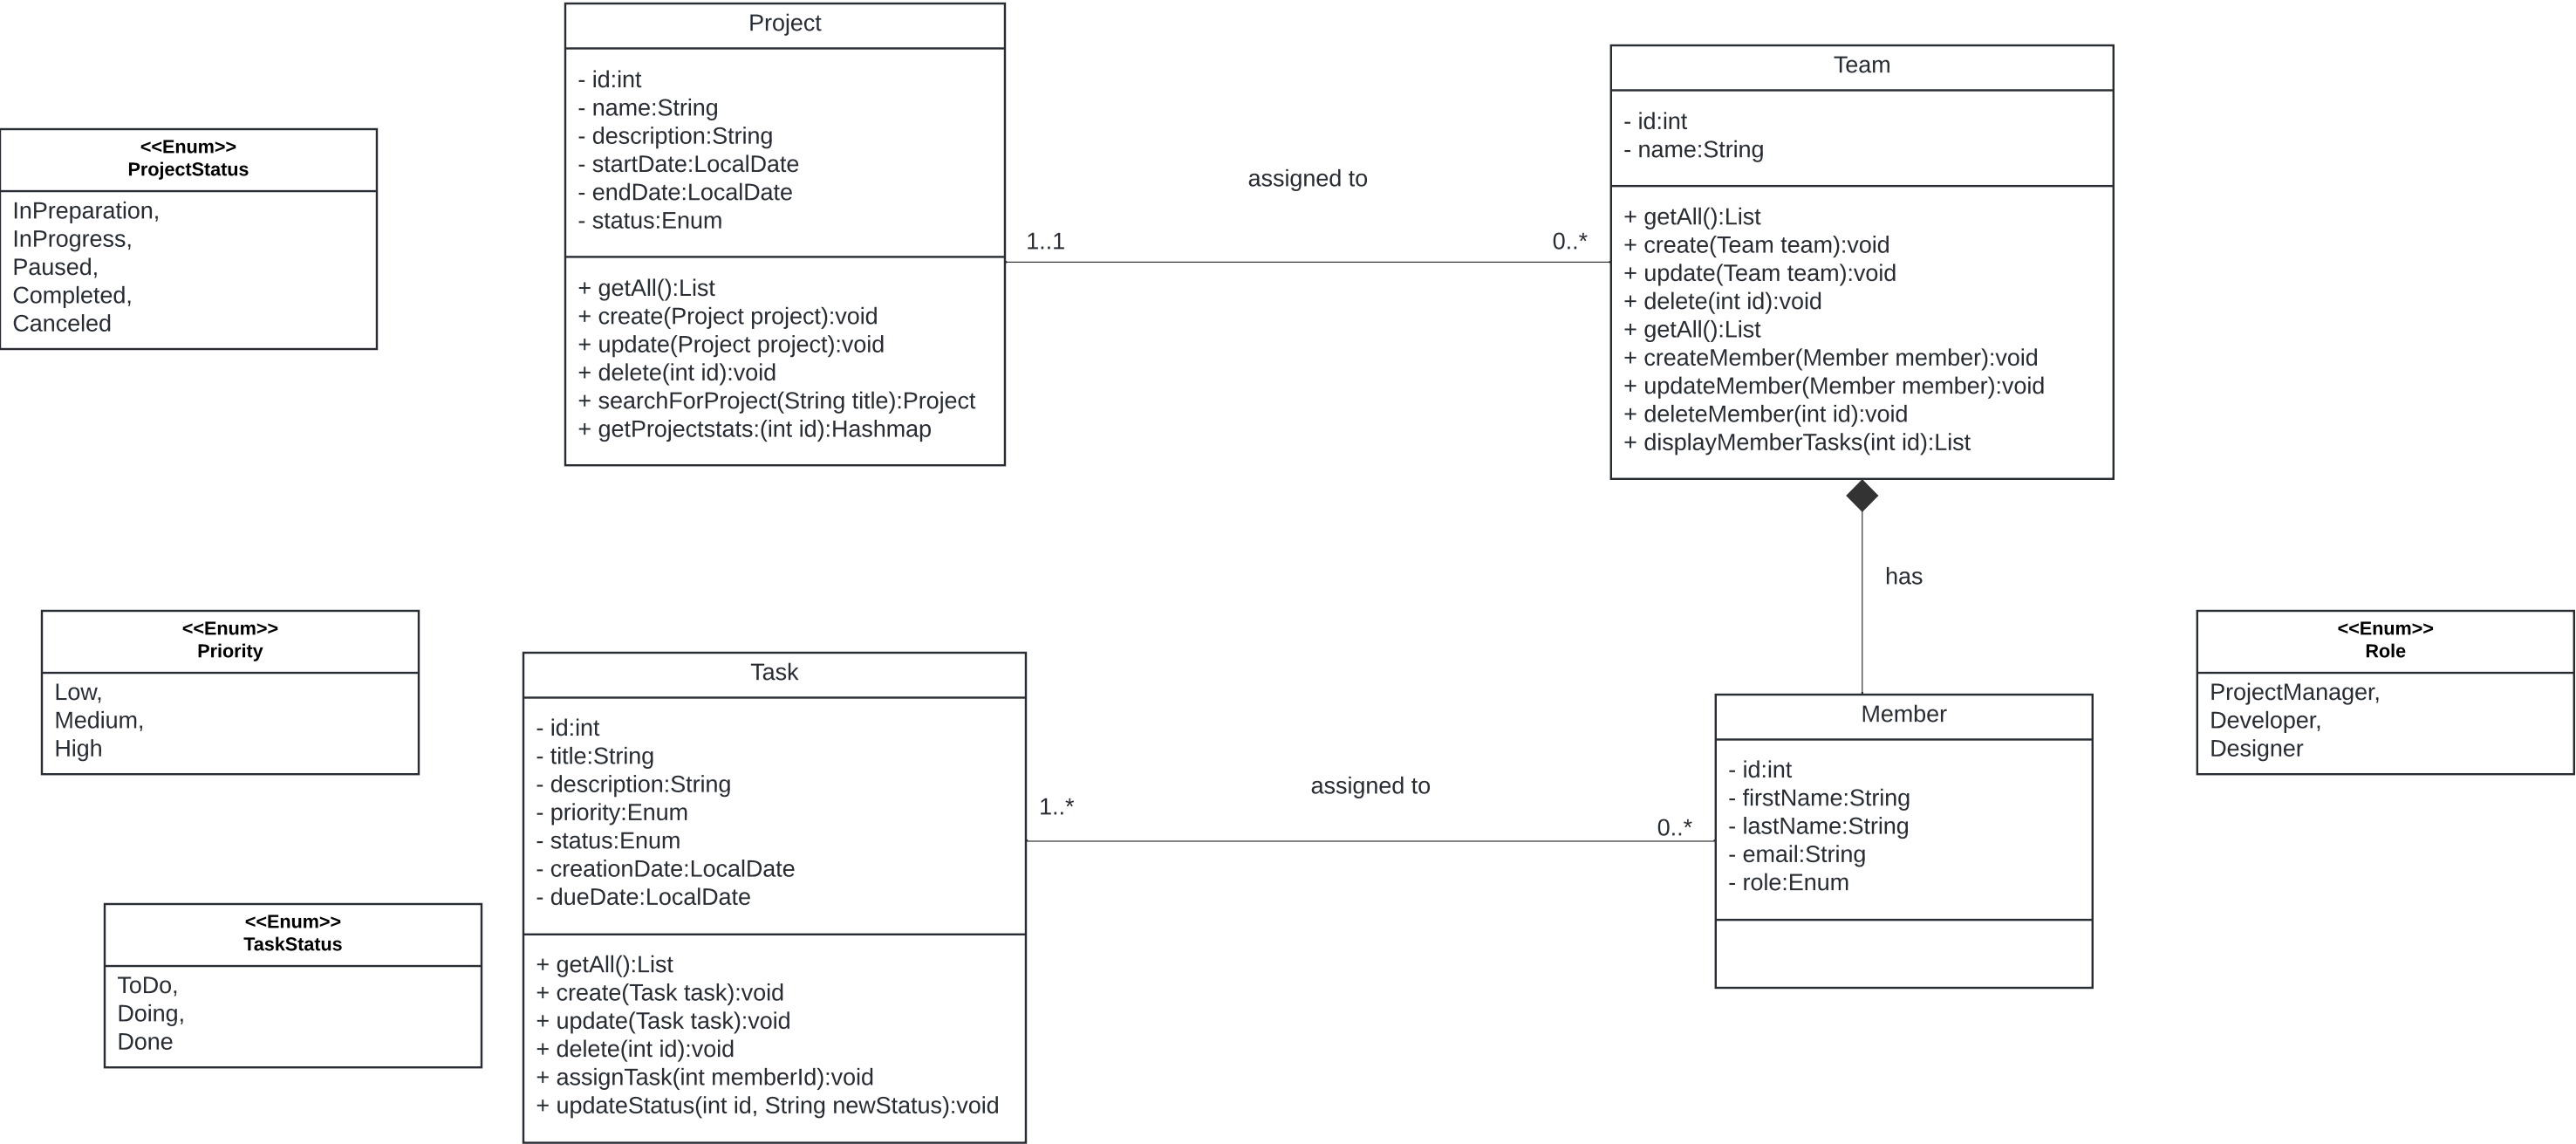 Project
- id:int
- name:String
- description:String
- startDate:LocalDate
- endDate:LocalDate
- status:Enum
+ getAll():List
+ create(Project project):void
+ update(Project project):void
+ delete(int id):void
+ searchForProject(String title):Project
+ getProjectstats:(int id):Hashmap
Team
- id:int
- name:String
+ getAll():List
+ create(Team team):void
+ update(Team team):void
+ delete(int id):void
+ getAll():List
+ createMember(Member member):void
+ updateMember(Member member):void
+ deleteMember(int id):void
+ displayMemberTasks(int id):List
<<Enum>>
ProjectStatus
InPreparation,
InProgress,
Paused,
Completed,
Canceled
assigned to
1..1
0..*
has
<<Enum>>
Priority
Low,
Medium,
High
<<Enum>>
Role
ProjectManager,
Developer,
Designer
Task
- id:int
- title:String
- description:String
- priority:Enum
- status:Enum
- creationDate:LocalDate
- dueDate:LocalDate
+ getAll():List
+ create(Task task):void
+ update(Task task):void
+ delete(int id):void
+ assignTask(int memberId):void
+ updateStatus(int id, String newStatus):void
assigned to
1..*
0..*
Member
- id:int
- firstName:String
- lastName:String
- email:String
- role:Enum
<<Enum>>
TaskStatus
ToDo,
Doing,
Done